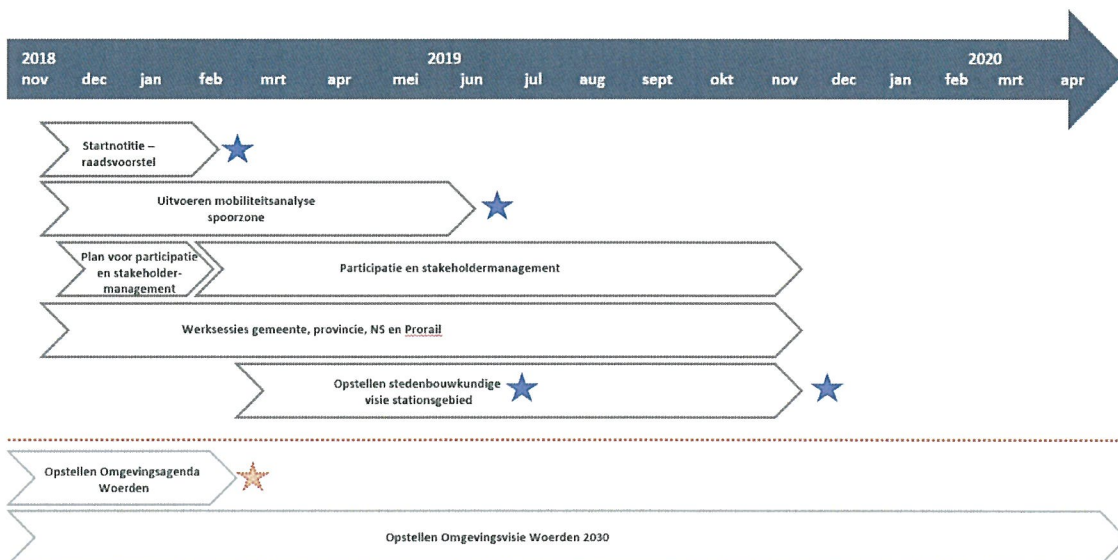 2018 2019 2020
nov dec jan feb mrt apr mei jun jul aug sept okt nov dec jan feb mrt apr
Startnotitie –
raadsvoorstel
Uitvoeren mobiliteitsanalyse
spoorzone
Plan voor participatie
en stakeholder-
management
Participatie en stakeholdermanagement
Werksessies gemeente, provincie, NS en Prorail
Opstellen stedenbouwkundige
visie stationsgebied
Opstellen Omgevingsagenda
Woerden
Opstellen Omgevingsvisie Woerden 2030